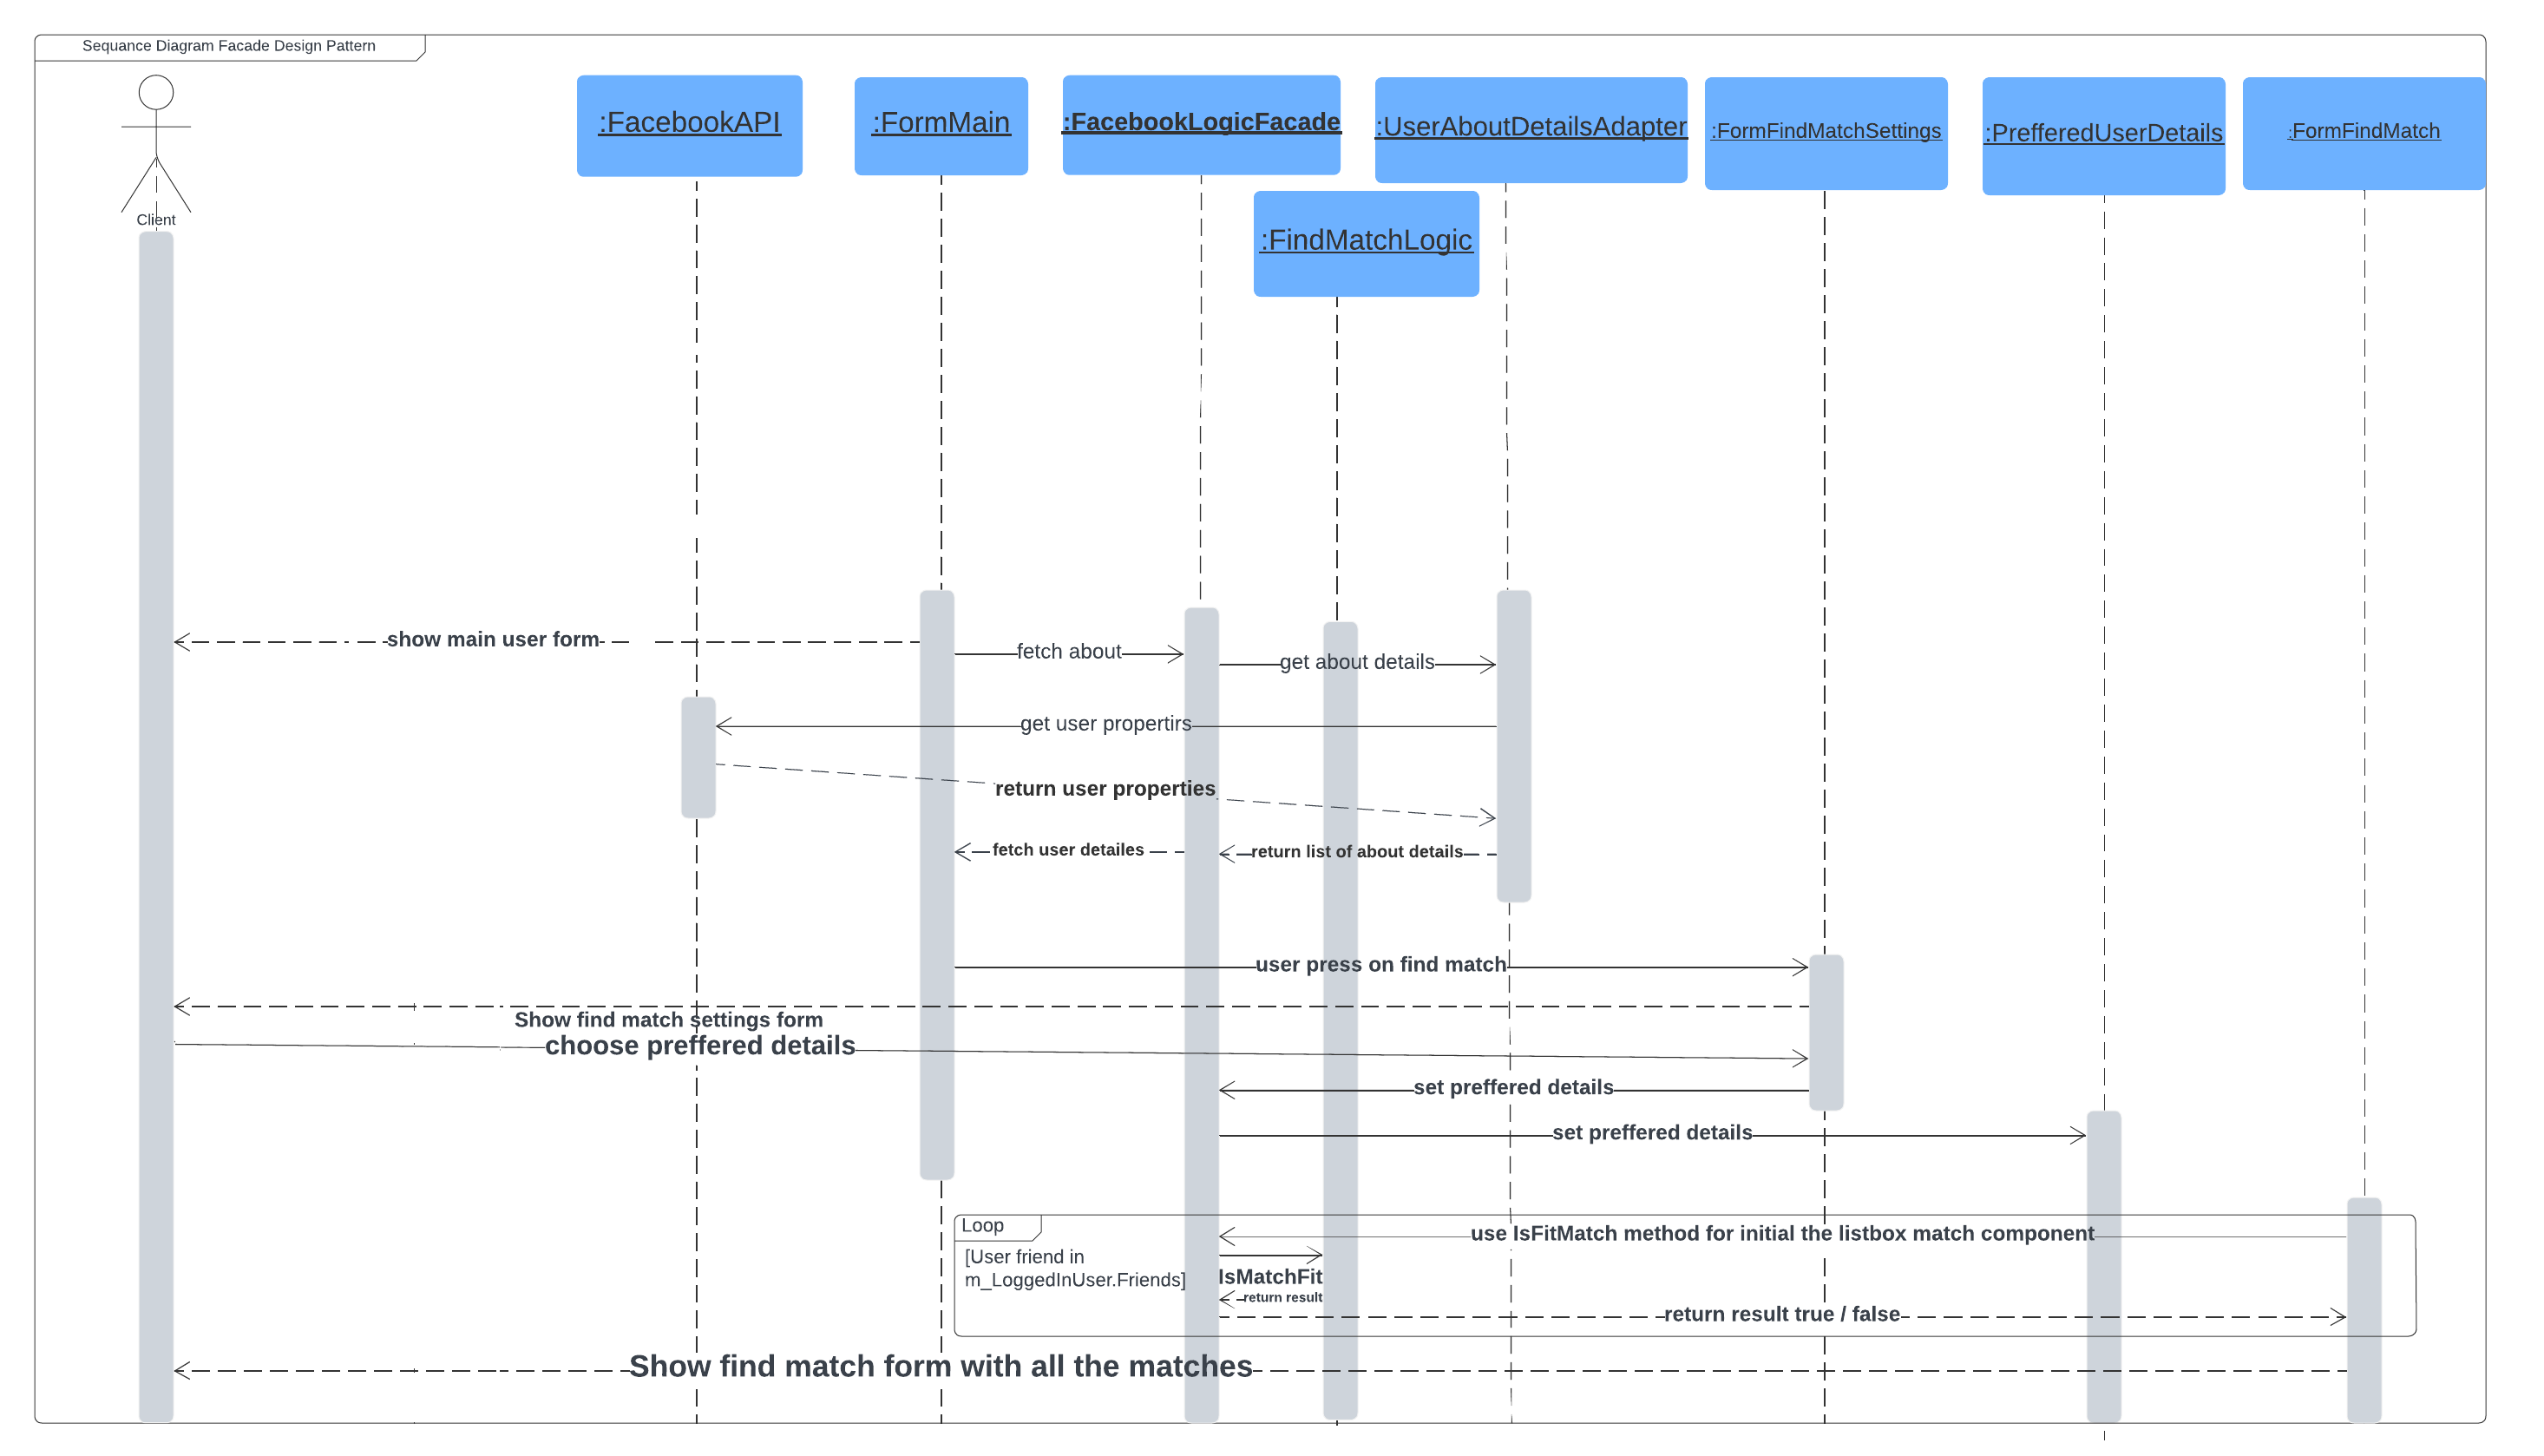 Sequance Diagram Facade Design Pattern
:FacebookAPI
:FormMain
:FacebookLogicFacade
:UserAboutDetailsAdapter
:FormFindMatchSettings
:PrefferedUserDetails
:FormFindMatch
Client
:FindMatchLogic
show main user form
fetch about
get about details
get user propertirs
return user properties
fetch user detailes
return list of about details
user press on find match
Show find match settings form
choose preffered details
set preffered details
set preffered details
Loop
use IsFitMatch method for initial the listbox match component
[User friend in
m_LoggedInUser.Friends]
IsMatchFit
return result
return result true / false
Show find match form with all the matches